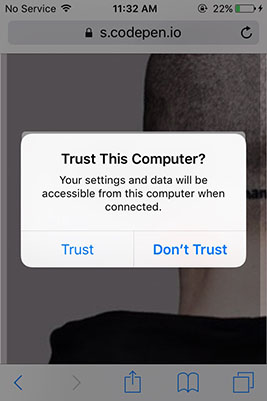 No Service 11:32 AM 22%
s.codepen.io
Trust This Computer?
Your settings and data will be
accessible from this computer when
connected.
Trust Don't Trust